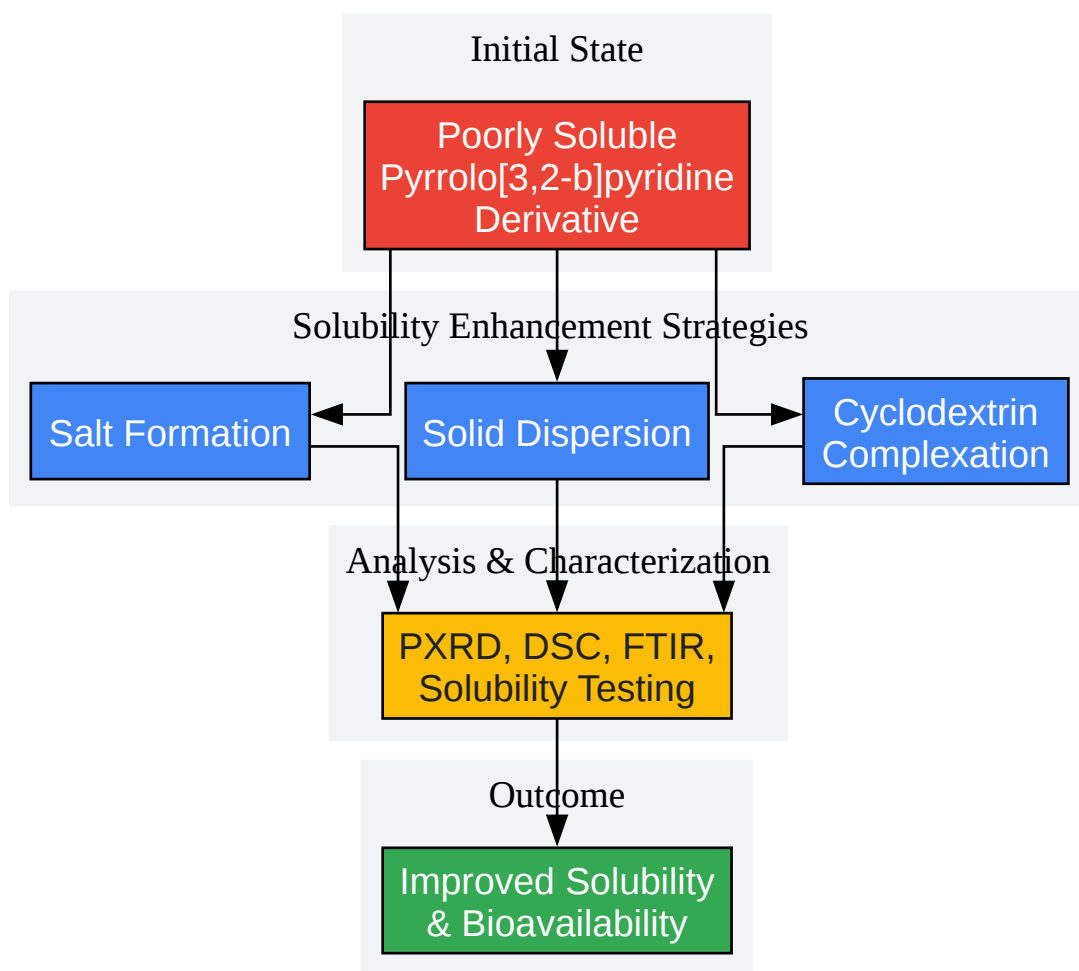 Initial State
Poorly Soluble
Pyrrolo[3,2-b]pyridine
Derivative
Solubility Enhancement Strategies
Salt Formation
Solid Dispersion
Cyclodextrin
Complexation
Analysis & Characterization
PXRD, DSC, FTIR,
Solubility Testing
Outcome
Improved Solubility
& Bioavailability